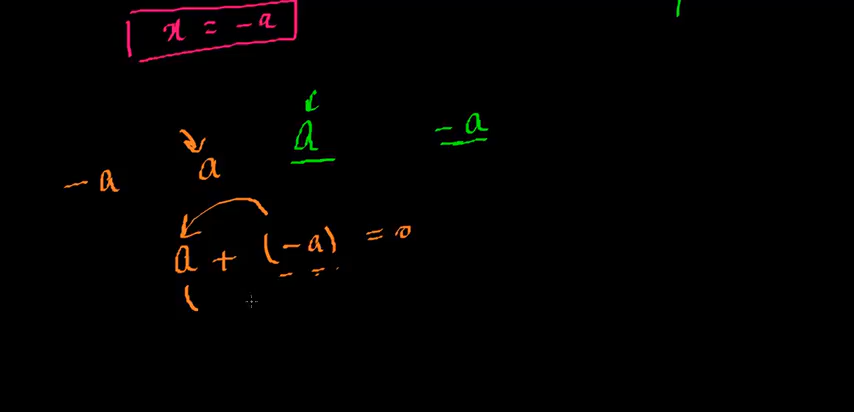 x = -a
a
-a
-a a
a + (-a) = 0
(